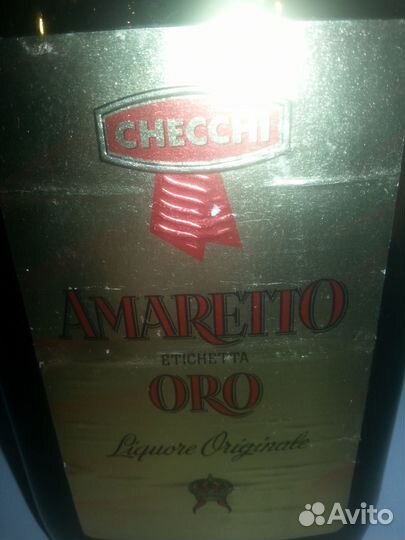 CHECCHI
AMARETTO
ETICHETTA
ORO
Liquore Originale
Avito